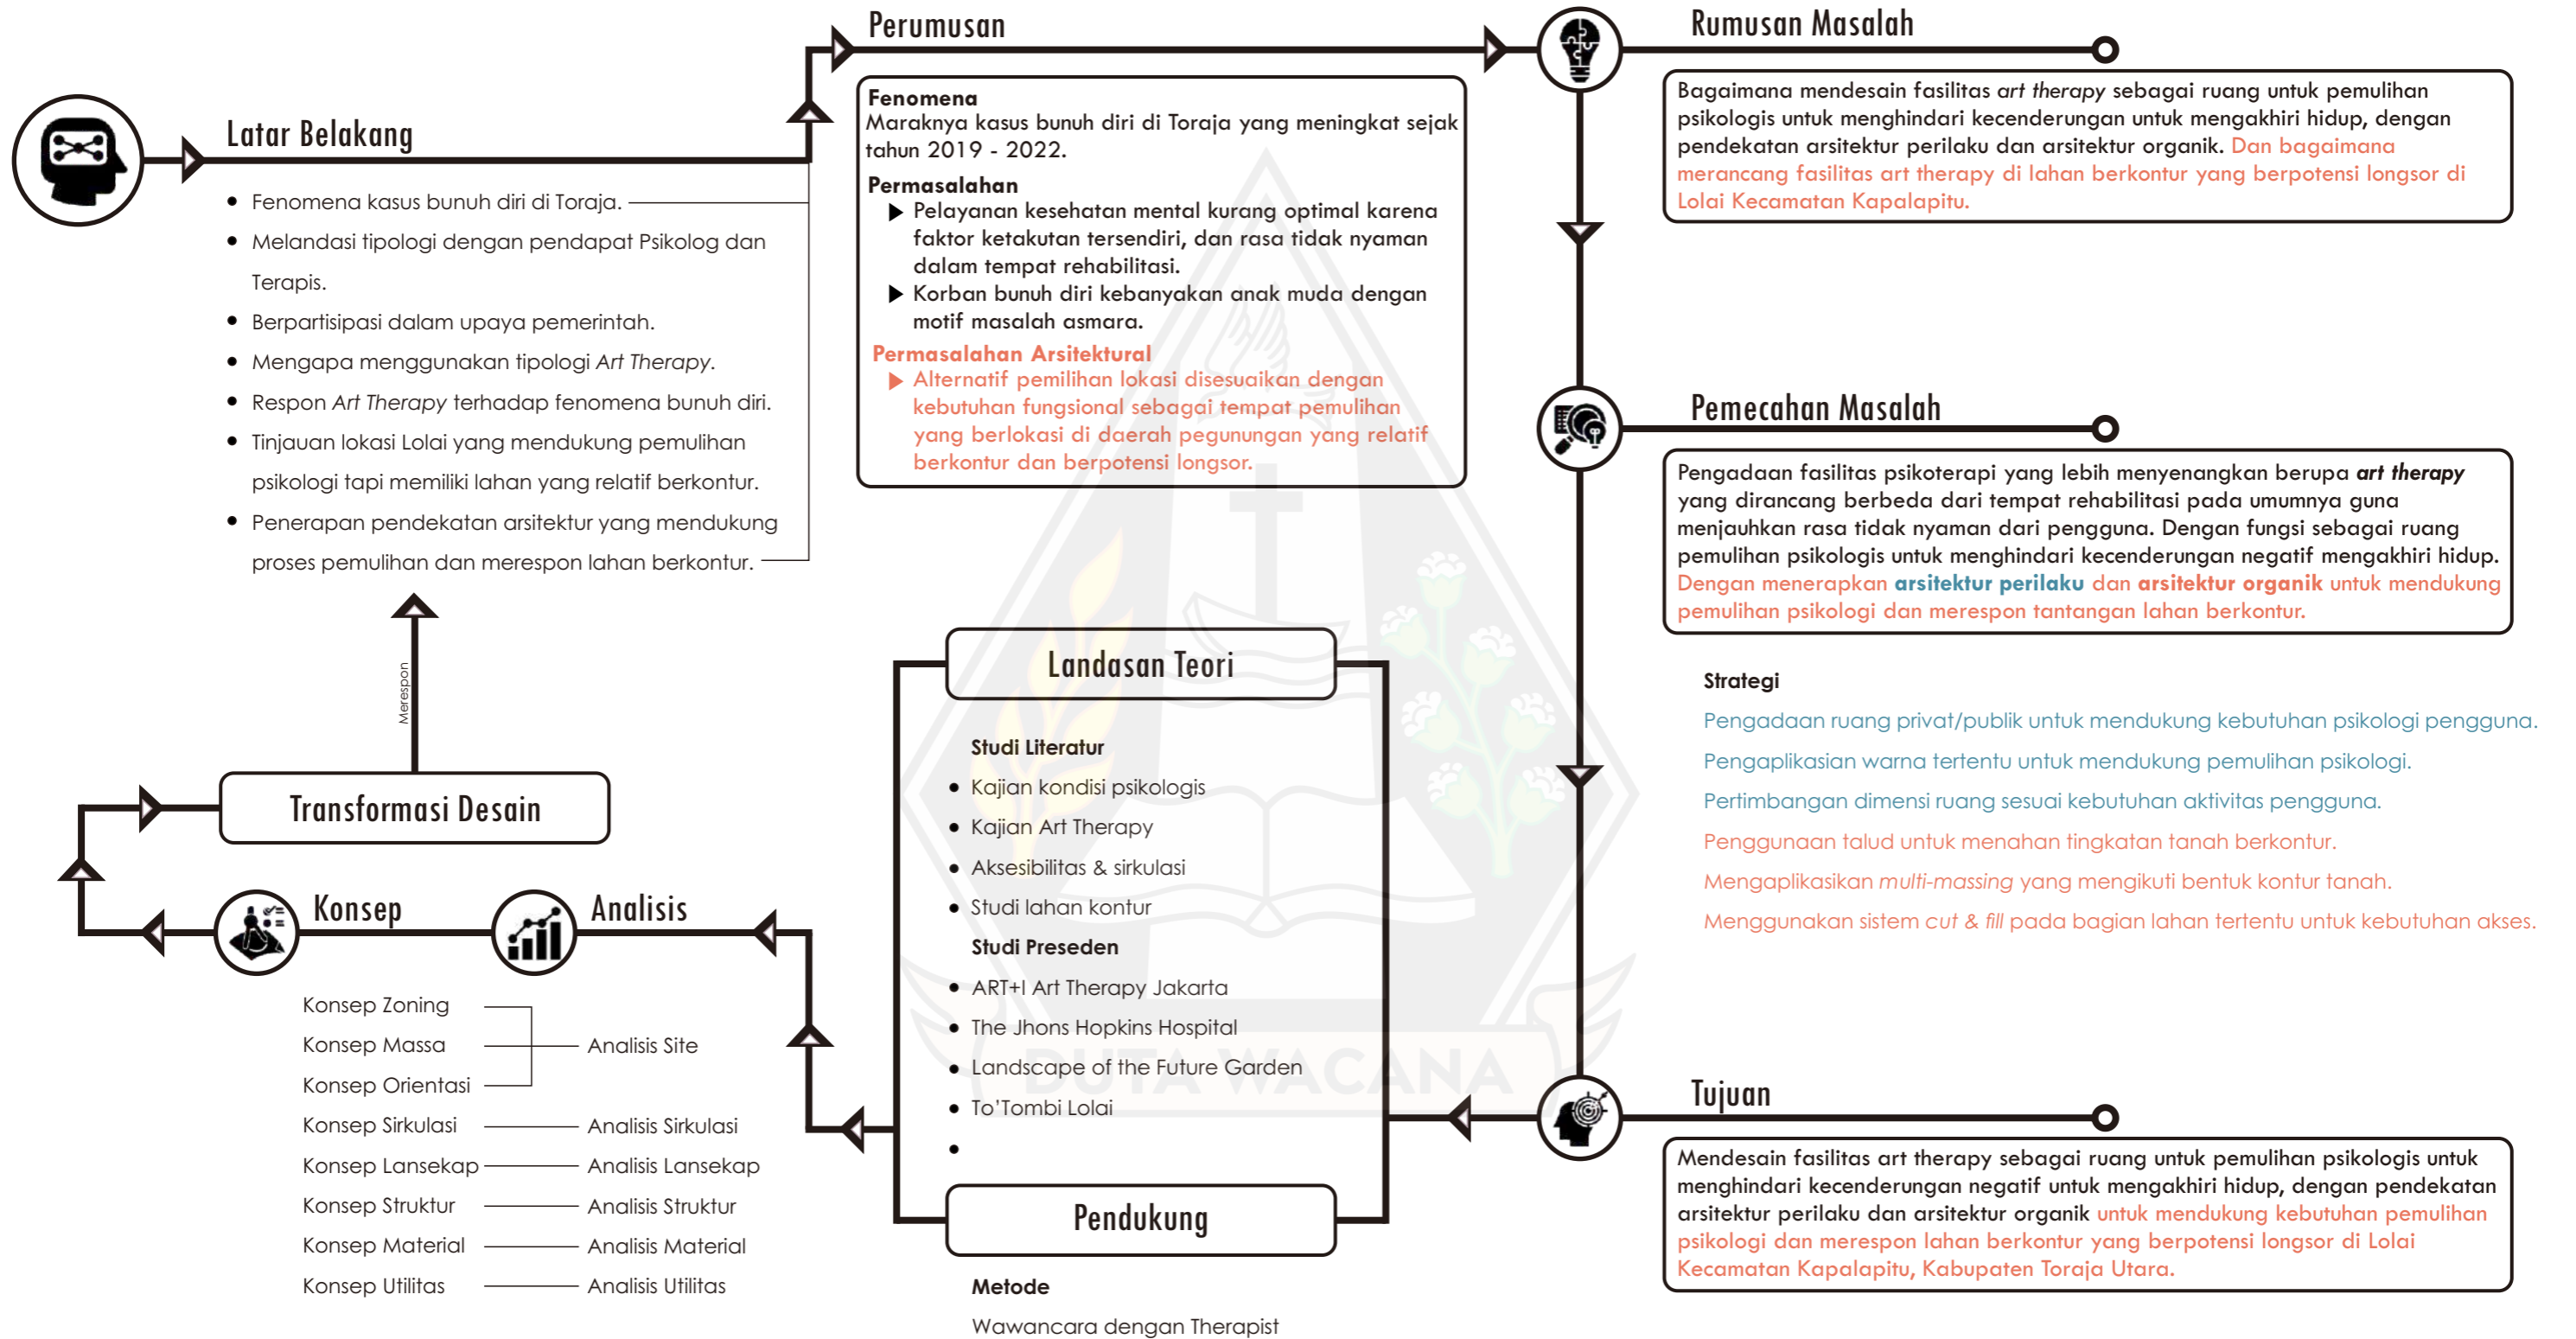 Latar Belakang
Fenomena kasus bunuh diri di Toraja.
Melandasi tipologi dengan pendapat Psikolog dan
Terapis.
Berpartisipasi dalam upaya pemerintah.
Mengapa menggunakan tipologi Art Therapy.
Respon Art Therapy terhadap fenomena bunuh diri.
Tinjauan lokasi Lolai yang mendukung pemulihan
psikologi tapi memiliki lahan yang relatif berkontur.
Penerapan pendekatan arsitektur yang mendukung
proses pemulihan dan merespon lahan berkontur.
Perumusan
Fenomena
Maraknya kasus bunuh diri di Toraja yang meningkat sejak
tahun 2019 - 2022.
Permasalahan
Pelayanan kesehatan mental kurang optimal karena
faktor ketakutan tersendiri, dan rasa tidak nyaman
dalam tempat rehabilitasi.
Korban bunuh diri kebanyakan anak muda dengan
motif masalah asmara.
Permasalahan Arsitektural
Alternatif pemilihan lokasi disesuaikan dengan
kebutuhan fungsional sebagai tempat pemulihan
yang berlokasi di daerah pegunungan yang relatif
berkontur dan berpotensi longsor.
Rumusan Masalah
Bagaimana mendesain fasilitas art therapy sebagai ruang untuk pemulihan
psikologis untuk menghindari kecenderungan untuk mengakhiri hidup, dengan
pendekatan arsitektur perilaku dan arsitektur organik. Dan bagaimana
merancang fasilitas art therapy di lahan berkontur yang berpotensi longsor di
Lolai Kecamatan Kapalapitu.
Pemecahan Masalah
Pengadaan fasilitas psikoterapi yang lebih menyenangkan berupa art therapy
yang dirancang berbeda dari tempat rehabilitasi pada umumnya guna
menjauhkan rasa tidak nyaman dari pengguna. Dengan fungsi sebagai ruang
pemulihan psikologis untuk menghindari kecenderungan negatif mengakhiri hidup.
Dengan menerapkan arsitektur perilaku dan arsitektur organik untuk mendukung
pemulihan psikologi dan merespon tantangan lahan berkontur.
Strategi
Pengadaan ruang privat/publik untuk mendukung kebutuhan psikologi pengguna.
Pengaplikasian warna tertentu untuk mendukung pemulihan psikologi.
Pertimbangan dimensi ruang sesuai kebutuhan aktivitas pengguna.
Penggunaan talud untuk menahan tingkatan tanah berkontur.
Mengaplikasikan multi-massing yang mengikuti bentuk kontur tanah.
Menggunakan sistem cut & fill pada bagian lahan tertentu untuk kebutuhan akses.
Tujuan
Mendesain fasilitas art therapy sebagai ruang untuk pemulihan psikologis untuk
menghindari kecenderungan negatif untuk mengakhiri hidup, dengan pendekatan
arsitektur perilaku dan arsitektur organik untuk mendukung kebutuhan pemulihan
psikologi dan merespon lahan berkontur yang berpotensi longsor di Lolai
Kecamatan Kapalapitu, Kabupaten Toraja Utara.
Landasan Teori
Studi Literatur
Kajian kondisi psikologis
Kajian Art Therapy
Aksesibilitas & sirkulasi
Studi lahan kontur
Studi Preseden
ART+I Art Therapy Jakarta
The Jhons Hopkins Hospital
Landscape of the Future Garden
To'Tombi Lolai
DUTA WACANA
Pendukung
Metode
Wawancara dengan Therapist
Merespon
Transformasi Desain
Konsep
Analisis
Konsep Zoning
Konsep Massa
Analisis Site
Konsep Orientasi
Konsep Sirkulasi
Analisis Sirkulasi
Konsep Lansekap
Analisis Lansekap
Konsep Struktur
Analisis Struktur
Konsep Material
Analisis Material
Konsep Utilitas
Analisis Utilitas